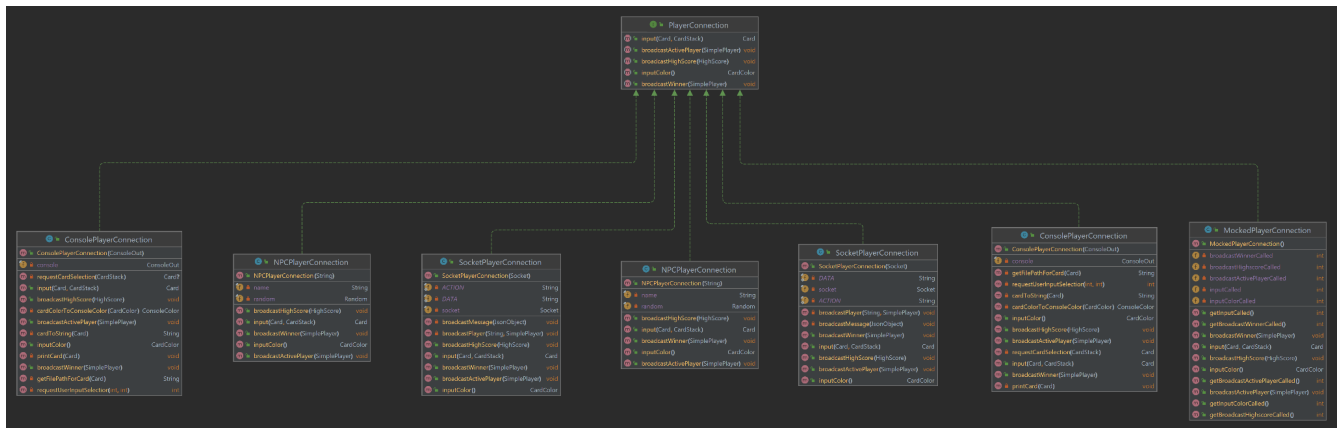 PlayerConnection
input(Card, CardStack) Card
broadcastActivePlayer(SimplePlayer) void
broadcastHighScore(HighScore) void
inputColor() CardColor
broadcastWinner(SimplePlayer) void
ConsolePlayerConnection
ConsolePlayerConnection(ConsoleOut)
console ConsoleOut
requestCardSelection(CardStack) Card?
input(Card, CardStack) Card
broadcastHighScore(HighScore) void
cardColorToConsoleColor(CardColor) ConsoleColor
broadcastActivePlayer(SimplePlayer) void
cardToString(Card) String
inputColor() CardColor
printCard(Card) void
broadcastWinner(SimplePlayer) void
getFilePathForCard(Card) String
requestUserInputSelection(int, int) int
NPCPlayerConnection
NPCPlayerConnection(String)
name String
random Random
broadcastHighScore(HighScore) void
input(Card, CardStack) Card
broadcastWinner(SimplePlayer) void
inputColor() CardColor
broadcastActivePlayer(SimplePlayer) void
SocketPlayerConnection
SocketPlayerConnection(Socket)
ACTION String
DATA String
socket Socket
broadcastMessage(JsonObject) void
broadcastPlayer(String, SimplePlayer) void
broadcastHighScore(HighScore) void
input(Card, CardStack) Card
broadcastWinner(SimplePlayer) void
broadcastActivePlayer(SimplePlayer) void
inputColor() CardColor
NPCPlayerConnection
NPCPlayerConnection(String)
name String
random Random
broadcastHighScore(HighScore) void
input(Card, CardStack) Card
broadcastWinner(SimplePlayer) void
inputColor() CardColor
broadcastActivePlayer(SimplePlayer) void
SocketPlayerConnection
SocketPlayerConnection(Socket)
DATA String
socket Socket
ACTION String
broadcastPlayer(String, SimplePlayer) void
broadcastMessage(JsonObject) void
broadcastWinner(SimplePlayer) void
input(Card, CardStack) Card
broadcastHighScore(HighScore) void
broadcastActivePlayer(SimplePlayer) void
inputColor() CardColor
ConsolePlayerConnection
ConsolePlayerConnection(ConsoleOut)
console ConsoleOut
getFilePathForCard(Card) String
requestUserInputSelection(int, int) int
cardToString(Card) String
cardColorToConsoleColor(CardColor) ConsoleColor
inputColor() CardColor
broadcastHighScore(HighScore) void
broadcastActivePlayer(SimplePlayer) void
requestCardSelection(CardStack) Card
input(Card, CardStack) Card
broadcastWinner(SimplePlayer) void
printCard(Card) void
MockedPlayerConnection
MockedPlayerConnection()
broadcastWinnerCalled int
broadcastHighscoreCalled int
broadcastActivePlayerCalled int
inputCalled int
inputColorCalled int
getInputCalled() int
getBroadcastWinnerCalled() int
input(Card, CardStack) Card
broadcastHighScore(HighScore) void
inputColor() CardColor
getBroadcastActivePlayerCalled() int
broadcastActivePlayer(SimplePlayer) void
broadcastWinner(SimplePlayer) void
getInputColorCalled() int
getBroadcastHighscoreCalled() int